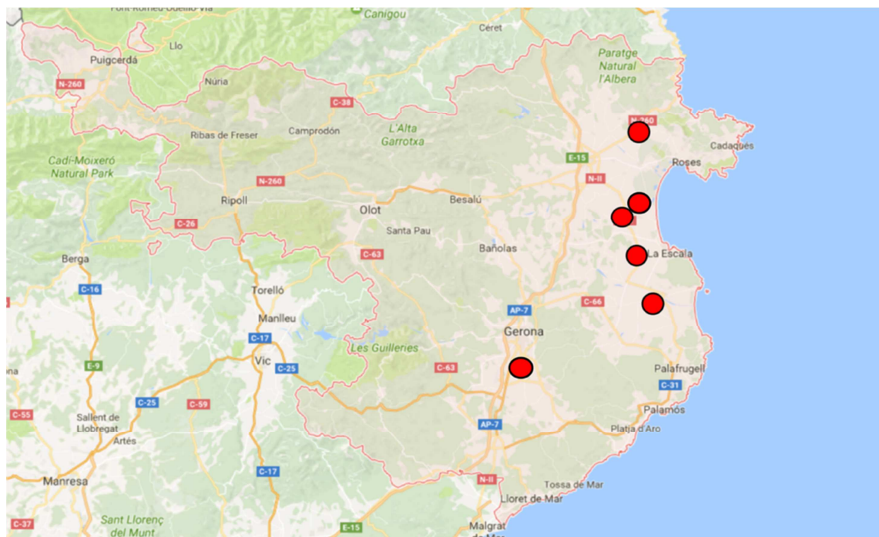 Font-Romeu-Odeillo-Via
Canigou
Céret
Llo
Puigcerdá
Paratge
Natural
l'Albera
N-260
Núria
C-38
N-260
Ribas de Freser
Camprodón
L'Alta
Garrotxa
Cadaqués
E-15
Roses
Cadi-Moixeró
Natural Park
N-260
N-II
Ripoll
Besalú
Olot
C-26
Santa Pau
Bañolas
La Escala
Berga
C-63
C-16
Torelló
C-66
Manlleu
AP-7
Gerona
C-17
Les Guilleries
Vic
E-9
C-25
C-63
Palafrugell
C-31
C-25
C-59
Palamós
C-55
Sallent de
Llobregat
AP-7
Platja d'Aro
Artés
C-17
N-II
Manresa
Tossa de Mar
Lloret de Mar
Sant Llorenç
del Munt
C-37
E-15
Malgrat